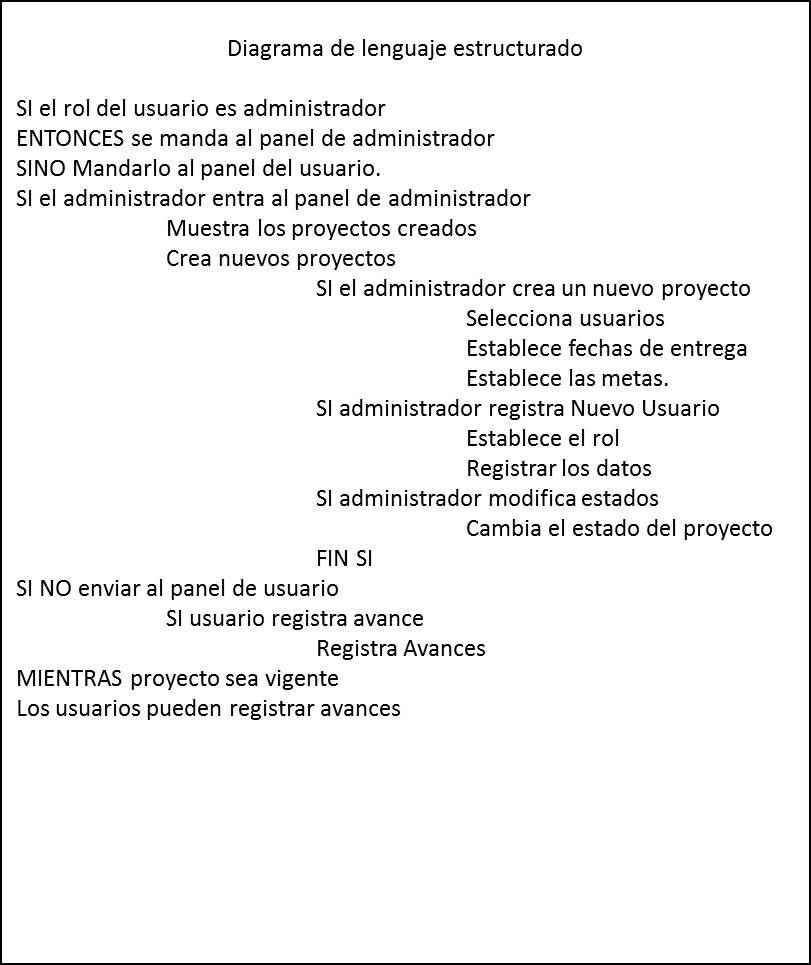 Diagrama de lenguaje estructurado
SI el rol del usuario es administrador
ENTONCES se manda al panel de administrador
SINO Mandarlo al panel del usuario.
SI el administrador entra al panel de administrador
Muestra los proyectos creados
Crea nuevos proyectos
SI el administrador crea un nuevo proyecto
Selecciona usuarios
Establece fechas de entrega
Establece las metas.
SI administrador registra Nuevo Usuario
Establece el rol
Registrar los datos
SI administrador modifica estados
Cambia el estado del proyecto
FIN SI
SI NO enviar al panel de usuario
SI usuario registra avance
Registra Avances
MIENTRAS proyecto sea vigente
Los usuarios pueden registrar avances